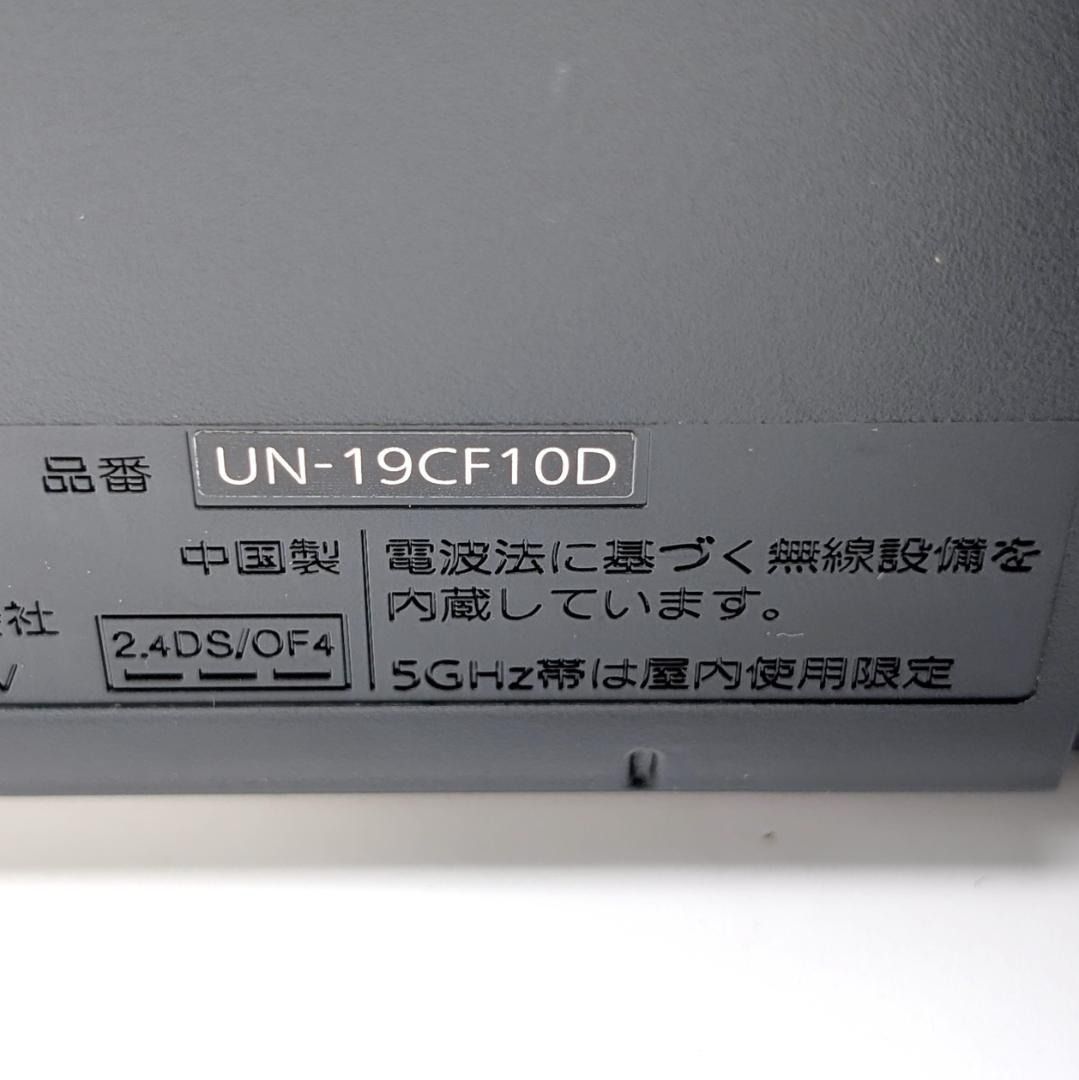 品番 UN-19CF10D
中国製
社
2.4DS/OF4
V
電波法に基づく無線設備を
内蔵しています。
5GHz帯は屋内使用限定